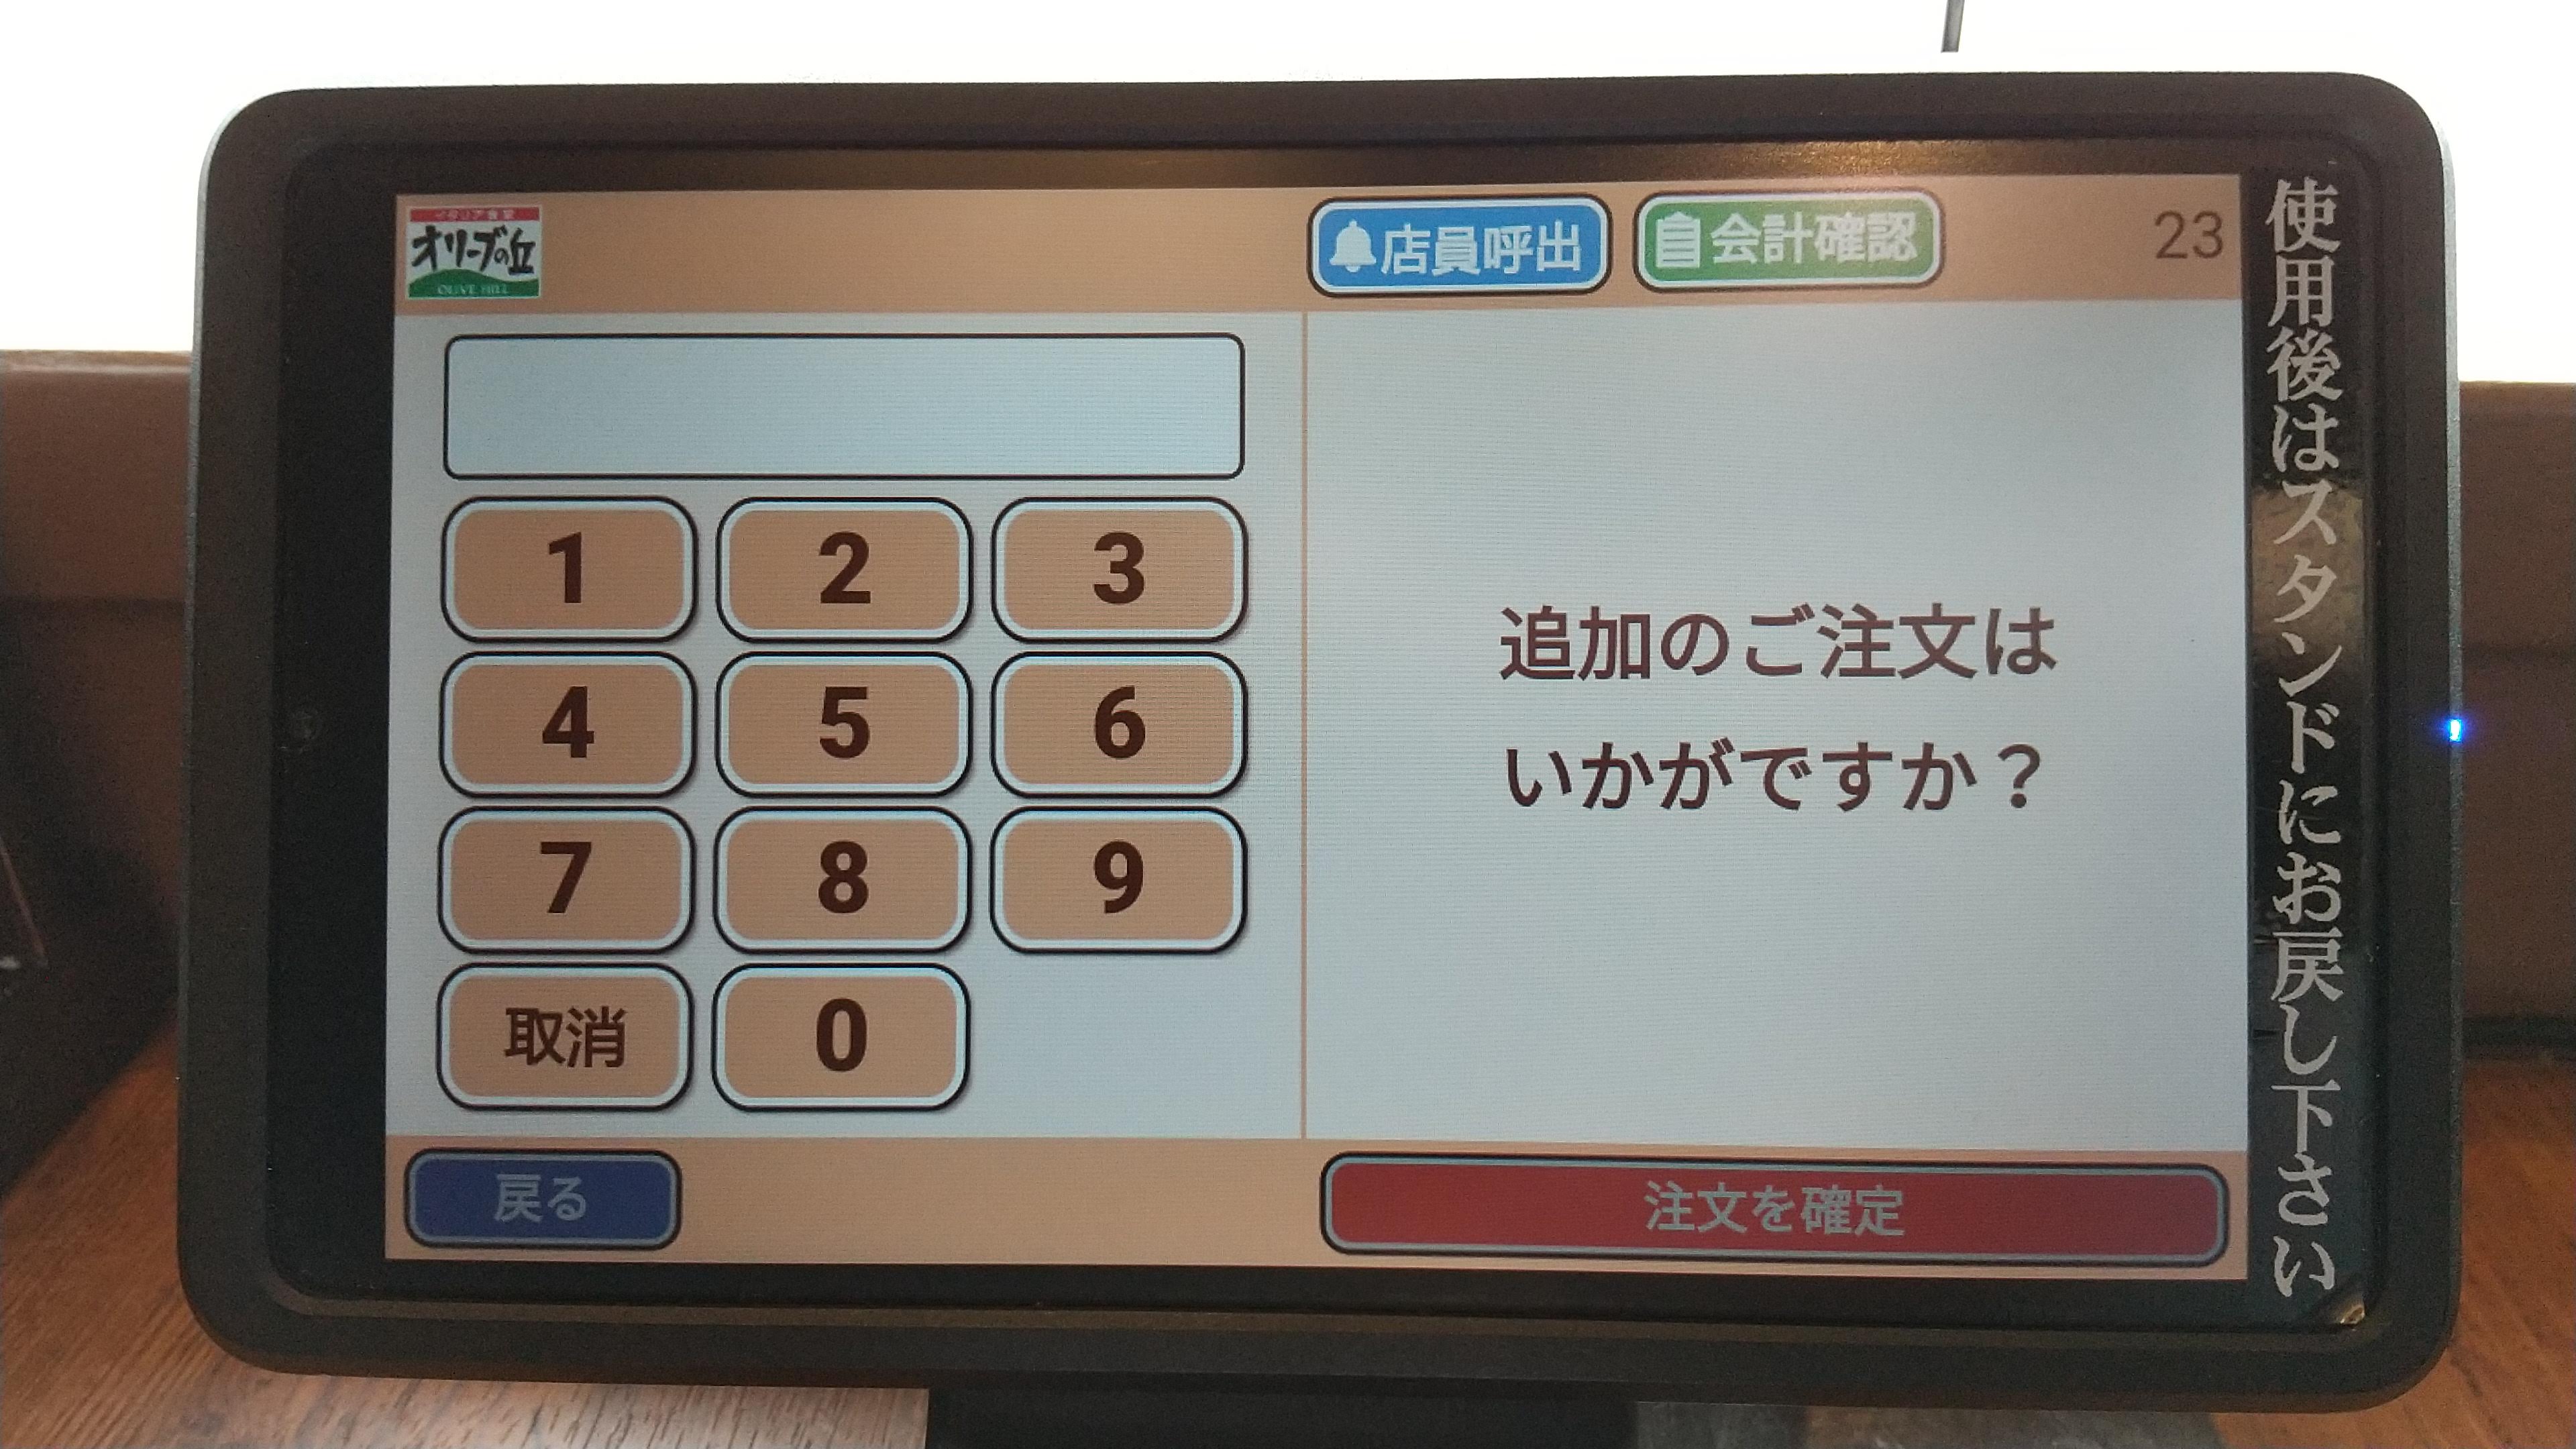 イタリア食堂
オリーブの丘
OLIVE HILL
店員呼出
会計確認
23
1
2
3
4
5
6
7
8
9
取消
0
追加のご注文は
いかがですか？
戻る
注文を確定
使用後はスタンドにお戻し下さい